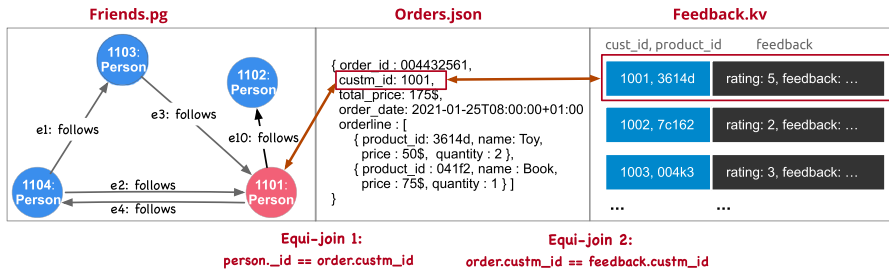 Friends.pg
Orders.json
Feedback.kv
1103:
Person
1102:
Person
e1: follows
e3: follows
e10: follows
1104:
Person
e2: follows
e4: follows
1101:
Person
{ order_id : 004432561,
custm_id: 1001,
total_price: 175$,
order_date: 2021-01-25T08:00:00+01:00
orderline : [
{ product_id: 3614d, name: Toy,
price : 50$, quantity : 2 },
{ product_id : 041f2, name : Book,
price : 75$, quantity : 1 } ]
}
cust_id, product_id feedback
1001, 3614d rating: 5, feedback: ...
1002, 7c162 rating: 2, feedback: ...
1003, 004k3 rating: 3, feedback: ...
... ...
Equi-join 1:
person._id == order.custm_id
Equi-join 2:
order.custm_id == feedback.custm_id